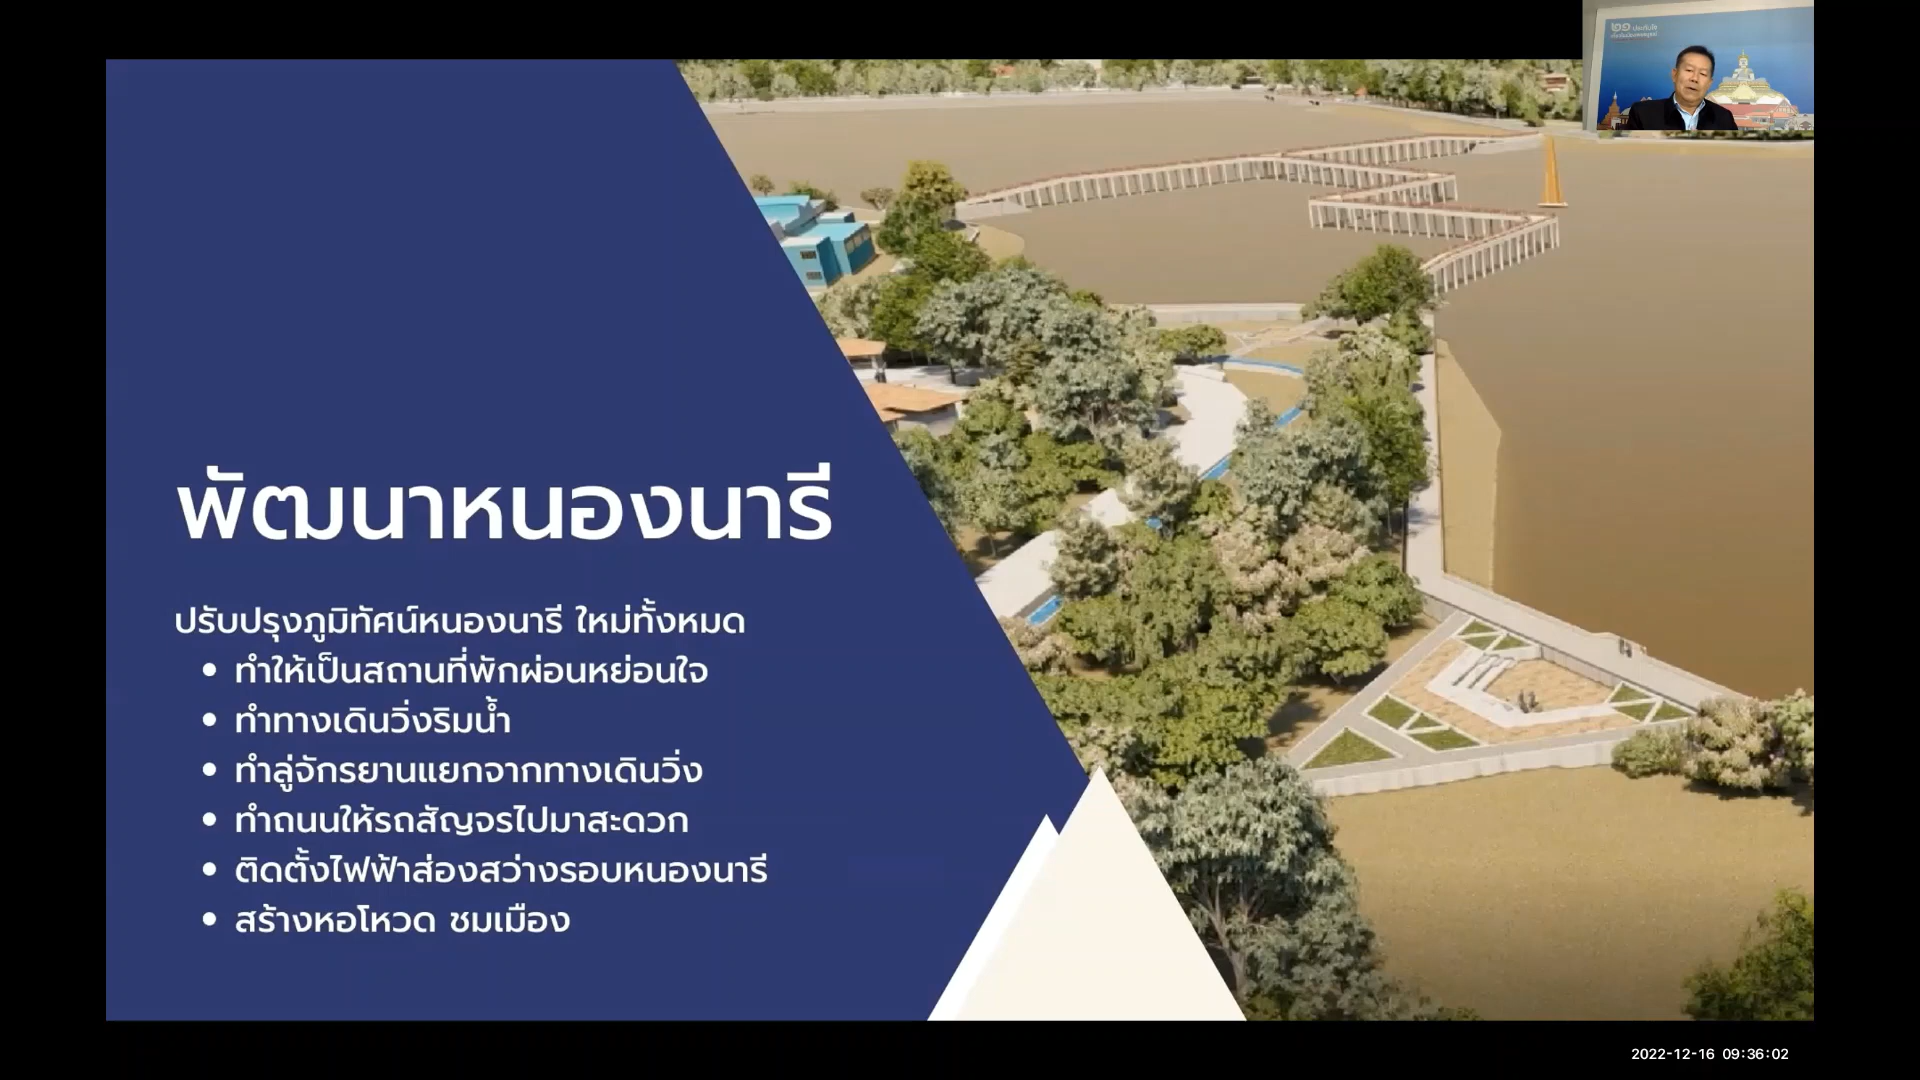 พัฒนาหนองนารี
ปรับปรุงภูมิทัศน์หนองนารี ใหม่ทั้งหมด
• ทำให้เป็นสถานที่พักผ่อนหย่อนใจ
• ทำทางเดินวิ่งริมน้ำ
• ทำลู่จักรยานแยกจากทางเดินวิ่ง
• ทำถนนให้รถสัญจรไปมาสะดวก
• ติดตั้งไฟฟ้าส่องสว่างรอบหนองนารี
• สร้างหอโหวด ชมเมือง
2022-12-16 09:36:02